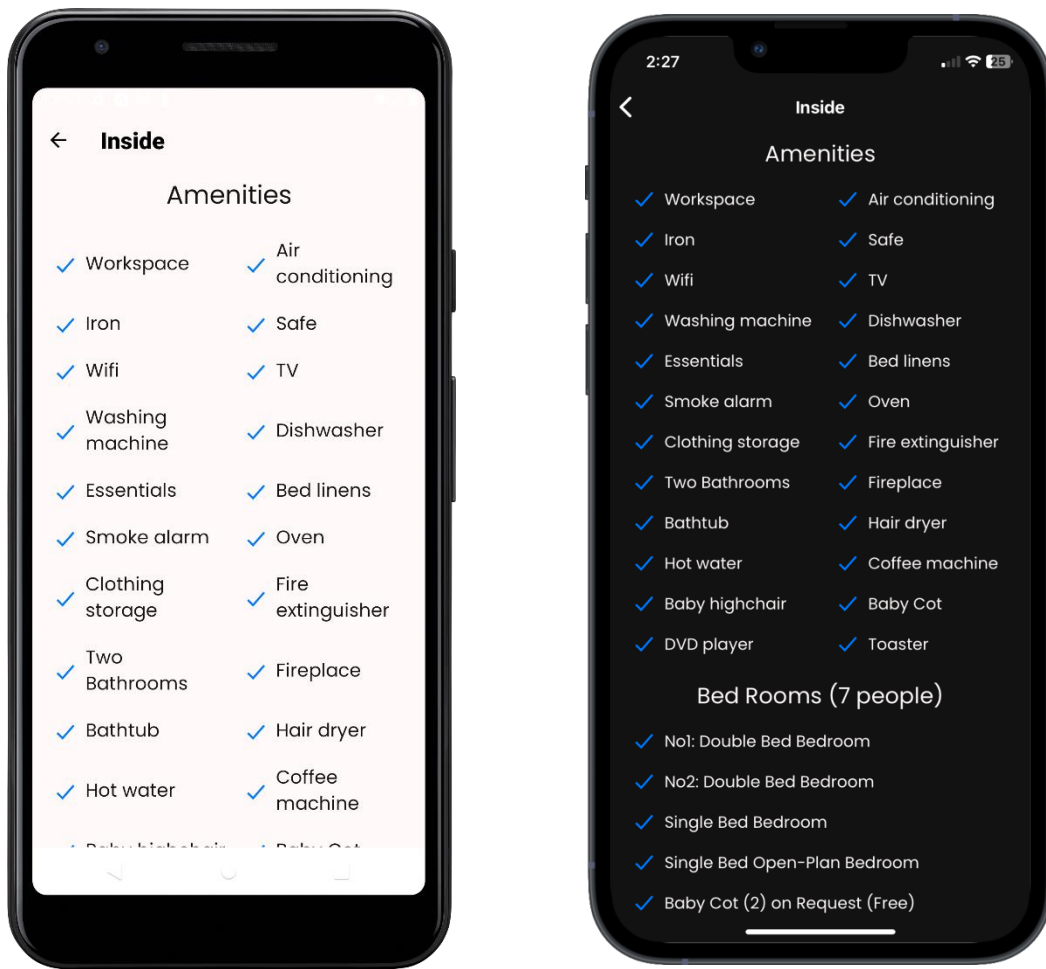 Inside
Amenities
Workspace
Air
conditioning
Iron
Safe
Wifi
TV
Washing
machine
Dishwasher
Essentials
Bed linens
Smoke alarm
Oven
Clothing
storage
Fire
extinguisher
Two
Bathrooms
Fireplace
Bathtub
Hair dryer
Hot water
Coffee
machine
Baby highchair
Baby Cot
2:27
25
Inside
Amenities
Workspace
Air conditioning
Iron
Safe
Wifi
TV
Washing machine
Dishwasher
Essentials
Bed linens
Smoke alarm
Oven
Clothing storage
Fire extinguisher
Two Bathrooms
Fireplace
Bathtub
Hair dryer
Hot water
Coffee machine
Baby highchair
Baby Cot
DVD player
Toaster
Bed Rooms (7 people)
No1: Double Bed Bedroom
No2: Double Bed Bedroom
Single Bed Bedroom
Single Bed Open-Plan Bedroom
Baby Cot (2) on Request (Free)